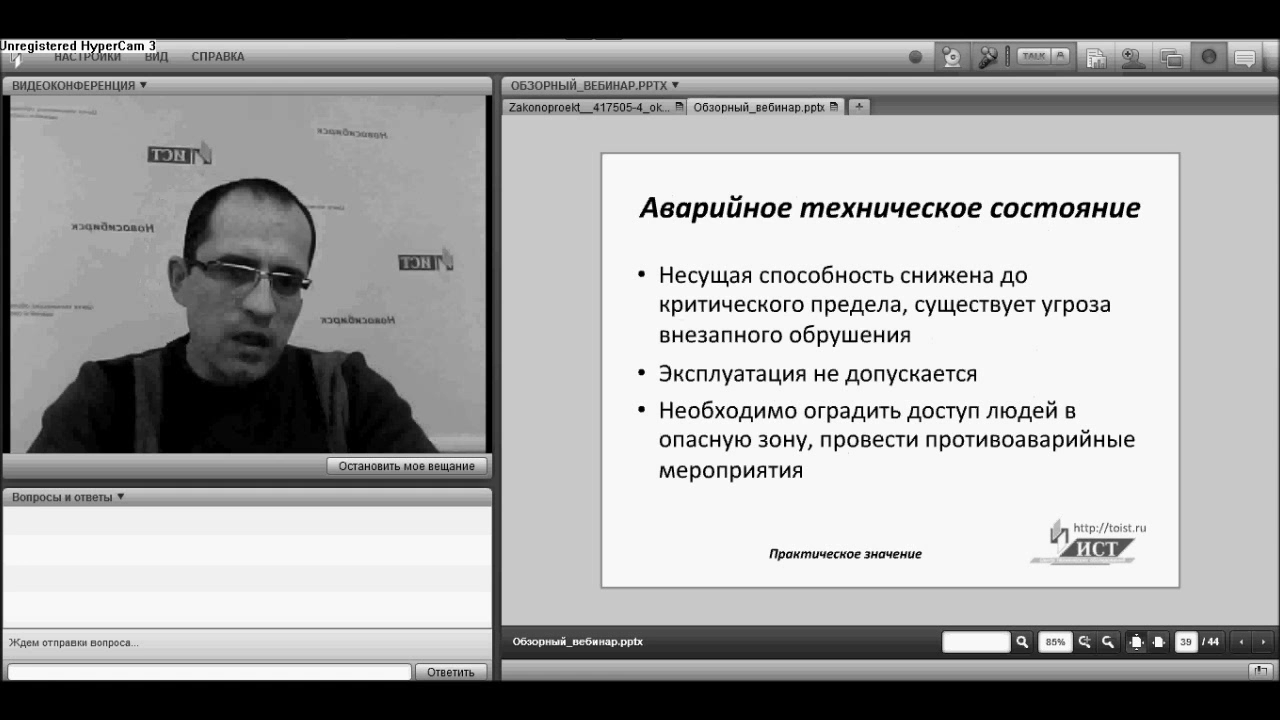 Unregistered HyperCam 3
НАСТРОЙКИ ВИД СПРАВКА
TALK A
ВИДЕОКОНФЕРЕНЦИЯ
Новосибирск
ИСТ
Новосибирск
ИСТ
Новосибирск
Остановить мое вещание
Вопросы и ответы
Ждем отправки вопроса...
Ответить
ОБЗОРНЫЙ_ВЕБИНАР.PPTX
Zakonoproekt__417505-4_ok... Обзорный_вебинар.pptx +
Аварийное техническое состояние
• Несущая способность снижена до
критического предела, существует угроза
внезапного обрушения
• Эксплуатация не допускается
• Необходимо оградить доступ людей в
опасную зону, провести противоаварийные
мероприятия
http://toist.ru
ИСТ
Практическое значение
Обзорный_вебинар.pptx 85% 39 / 44